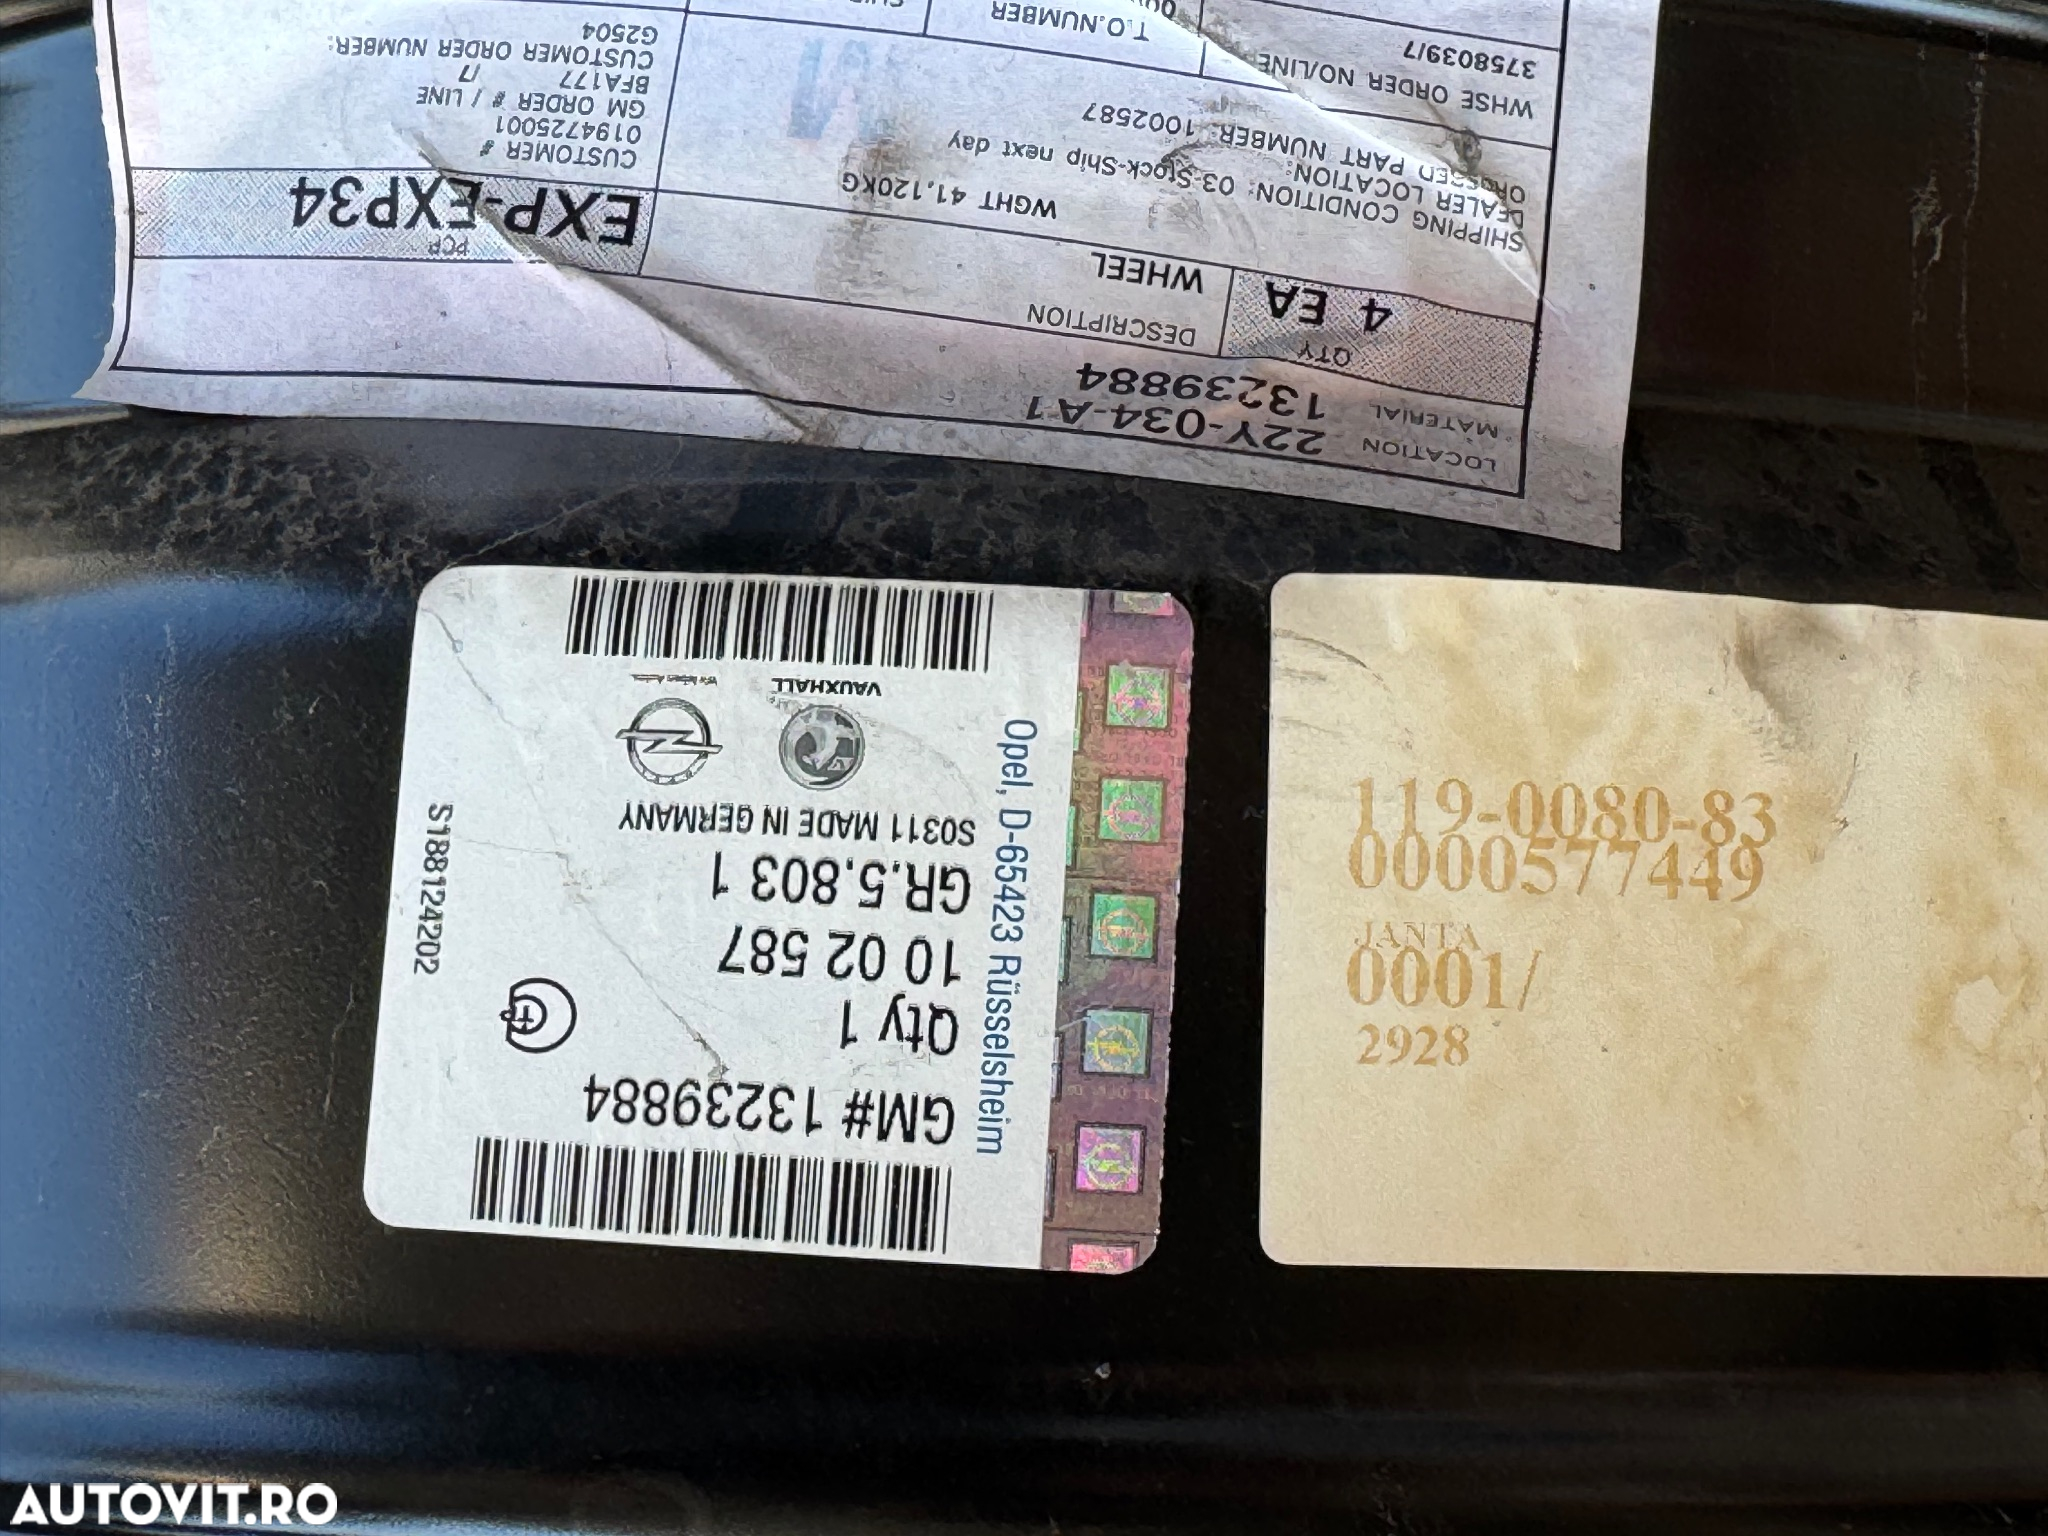 LOCATION 22Y-034-A1
MATERIAL 13239884
QTY
4 EA
DESCRIPTION
WHEEL
SHIPPING CONDITION: 03-Stock-Ship next day
WGHT 41.120KG
DEALER LOCATION:
CROSSED PART NUMBER: 1002587
WHSE ORDER NO/LINE
3758039/7
T.O.NUMBER
PCP
EXP-EXP34
CUSTOMER #
0194725001
GM ORDER # / LINE
BFA177 /7
CUSTOMER ORDER NUMBER:
G2504
GM# 13239884
Qty 1
10 02 587
GR.5.803 1
S0311 MADE IN GERMANY
VAUXHALL
Opel, D-65423 Rüsselsheim
S188124202
119-0080-83
0000577449
JANTA
0001/
2928
AUTOVIT.RO